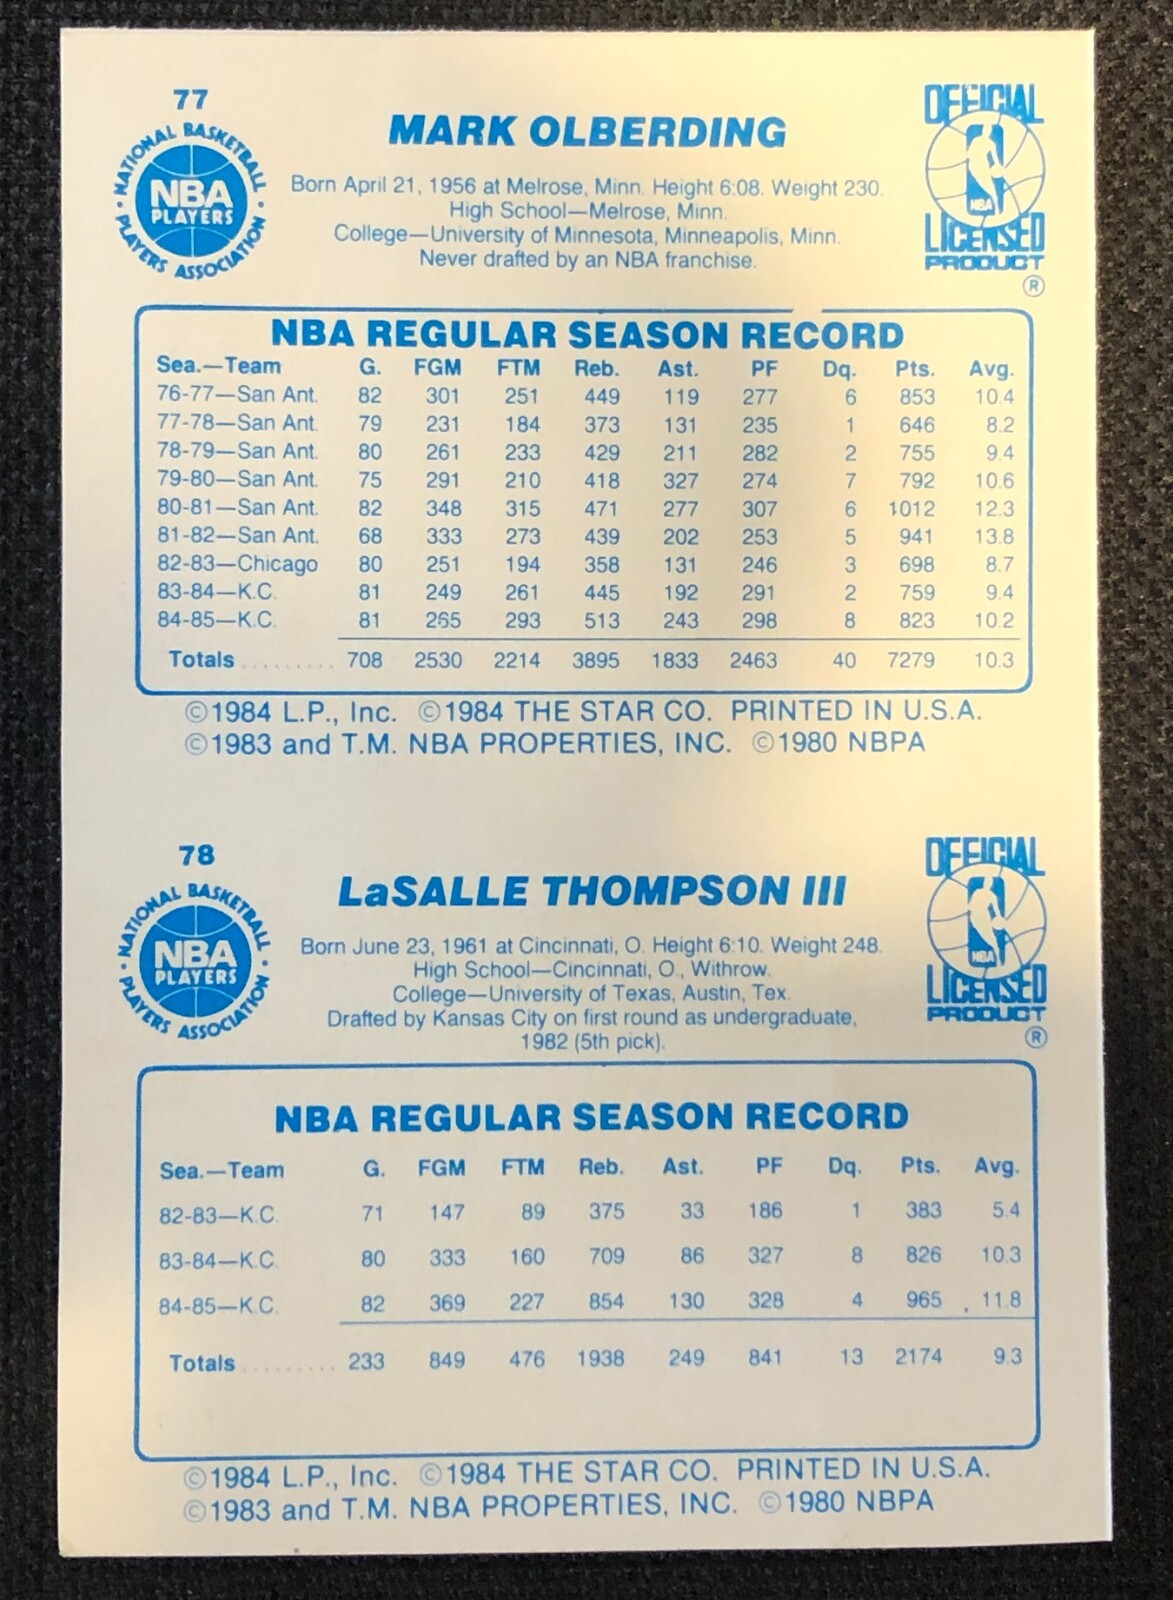 77
NATIONAL BASKETBALL
NBA
PLAYERS
PLAYERS ASSOCIATION
MARK OLBERDING
Born April 21, 1956 at Melrose, Minn. Height 6:08. Weight 230.
High School—Melrose, Minn.
College—University of Minnesota, Minneapolis, Minn.
Never drafted by an NBA franchise.
OFFICIAL
NBA
LICENSED
PRODUCT
®
NBA REGULAR SEASON RECORD
Sea.—Team G. FGM FTM Reb. Ast. PF Dq. Pts. Avg.
76-77—San Ant. 82 301 251 449 119 277 6 853 10.4
77-78—San Ant. 79 231 184 373 131 235 1 646 8.2
78-79—San Ant. 80 261 233 429 211 282 2 755 9.4
79-80—San Ant. 75 291 210 418 327 274 7 792 10.6
80-81—San Ant. 82 348 315 471 277 307 6 1012 12.3
81-82—San Ant. 68 333 273 439 202 253 5 941 13.8
82-83—Chicago 80 251 194 358 131 246 3 698 8.7
83-84—K.C. 81 249 261 445 192 291 2 759 9.4
84-85—K.C. 81 265 293 513 243 298 8 823 10.2
Totals ......... 708 2530 2214 3895 1833 2463 40 7279 10.3
©1984 L.P., Inc. ©1984 THE STAR CO. PRINTED IN U.S.A.
©1983 and T.M. NBA PROPERTIES, INC. ©1980 NBPA
78
NATIONAL BASKETBALL
NBA
PLAYERS
PLAYERS ASSOCIATION
LaSALLE THOMPSON III
Born June 23, 1961 at Cincinnati, O. Height 6:10. Weight 248.
High School—Cincinnati, O., Withrow.
College—University of Texas, Austin, Tex.
Drafted by Kansas City on first round as undergraduate,
1982 (5th pick).
OFFICIAL
NBA
LICENSED
PRODUCT
®
NBA REGULAR SEASON RECORD
Sea.—Team G. FGM FTM Reb. Ast. PF Dq. Pts. Avg.
82-83—K.C. 71 147 89 375 33 186 1 383 5.4
83-84—K.C. 80 333 160 709 86 327 8 826 10.3
84-85—K.C. 82 369 227 854 130 328 4 965 . 11.8
Totals ......... 233 849 476 1938 249 841 13 2174 9.3
©1984 L.P., Inc. ©1984 THE STAR CO. PRINTED IN U.S.A.
©1983 and T.M. NBA PROPERTIES, INC. ©1980 NBPA